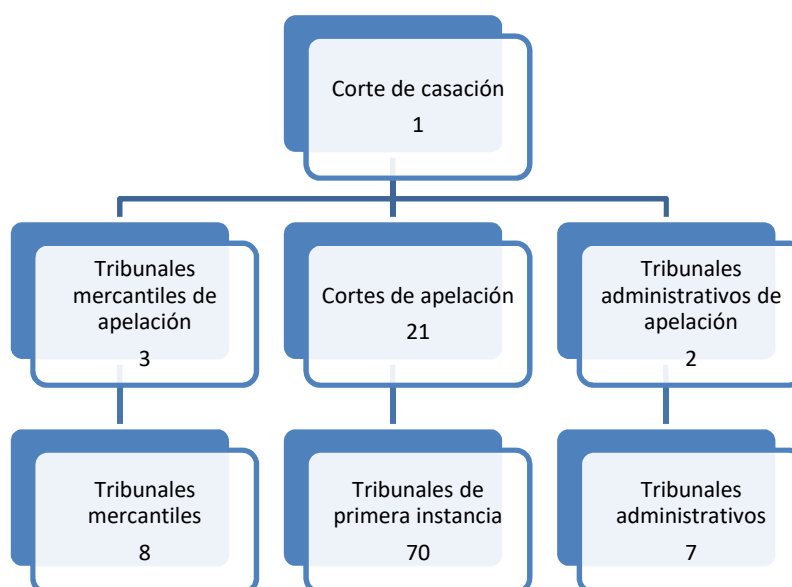 Corte de casación
1
Tribunales
mercantiles de
apelación
3
Cortes de apelación
21
Tribunales
administrativos de
apelación
2
Tribunales
mercantiles
8
Tribunales de
primera instancia
70
Tribunales
administrativos
7